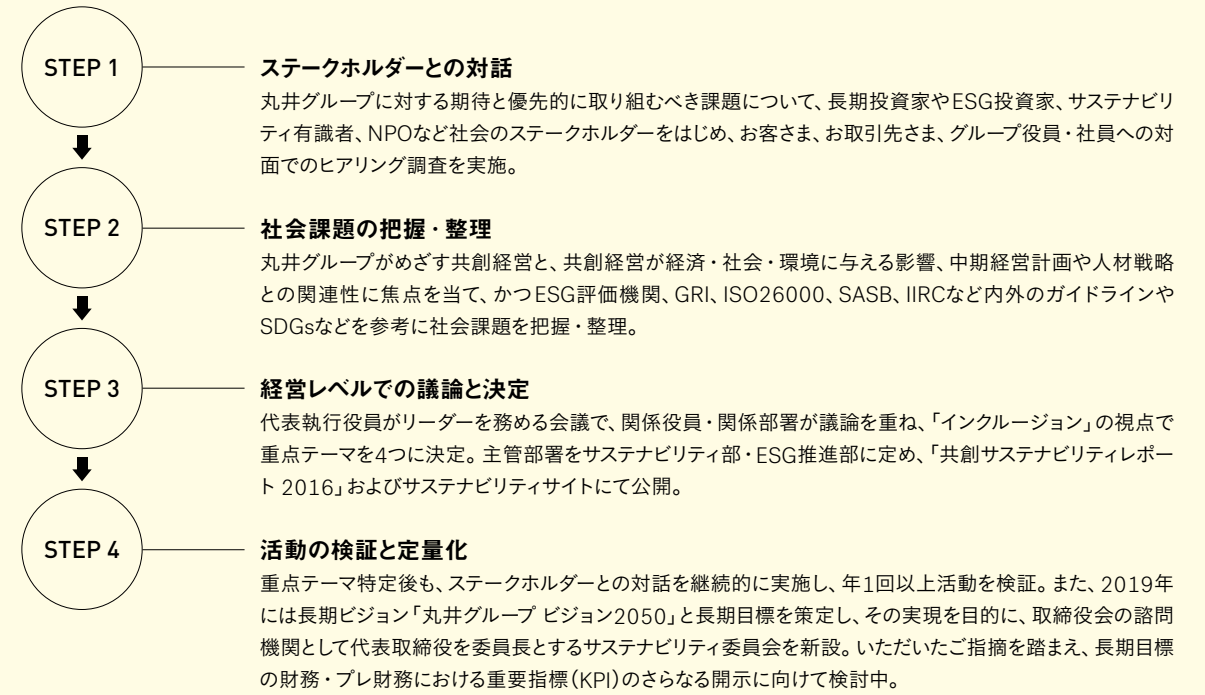 STEP 1
ステークホルダーとの対話
丸井グループに対する期待と優先的に取り組むべき課題について、長期投資家やESG投資家、サステナビリ
ティ有識者、NPOなど社会のステークホルダーをはじめ、お客さま、お取引先さま、グループ役員・社員への対
面でのヒアリング調査を実施。
STEP 2
社会課題の把握・整理
丸井グループがめざす共創経営と、共創経営が経済・社会・環境に与える影響、中期経営計画や人材戦略
との関連性に焦点を当て、かつESG評価機関、GRI、ISO26000、SASB、IIRCなど内外のガイドラインや
SDGsなどを参考に社会課題を把握・整理。
STEP 3
経営レベルでの議論と決定
代表執行役員がリーダーを務める会議で、関係役員・関係部署が議論を重ね、「インクルージョン」の視点で
重点テーマを4つに決定。主管部署をサステナビリティ部・ESG推進部に定め、「共創サステナビリティレポー
ト 2016」およびサステナビリティサイトにて公開。
STEP 4
活動の検証と定量化
重点テーマ特定後も、ステークホルダーとの対話を継続的に実施し、年1回以上活動を検証。また、2019年
には長期ビジョン「丸井グループ ビジョン2050」と長期目標を策定し、その実現を目的に、取締役会の諮問
機関として代表取締役を委員長とするサステナビリティ委員会を新設。いただいたご指摘を踏まえ、長期目標
の財務・プレ財務における重要指標(KPI)のさらなる開示に向けて検討中。